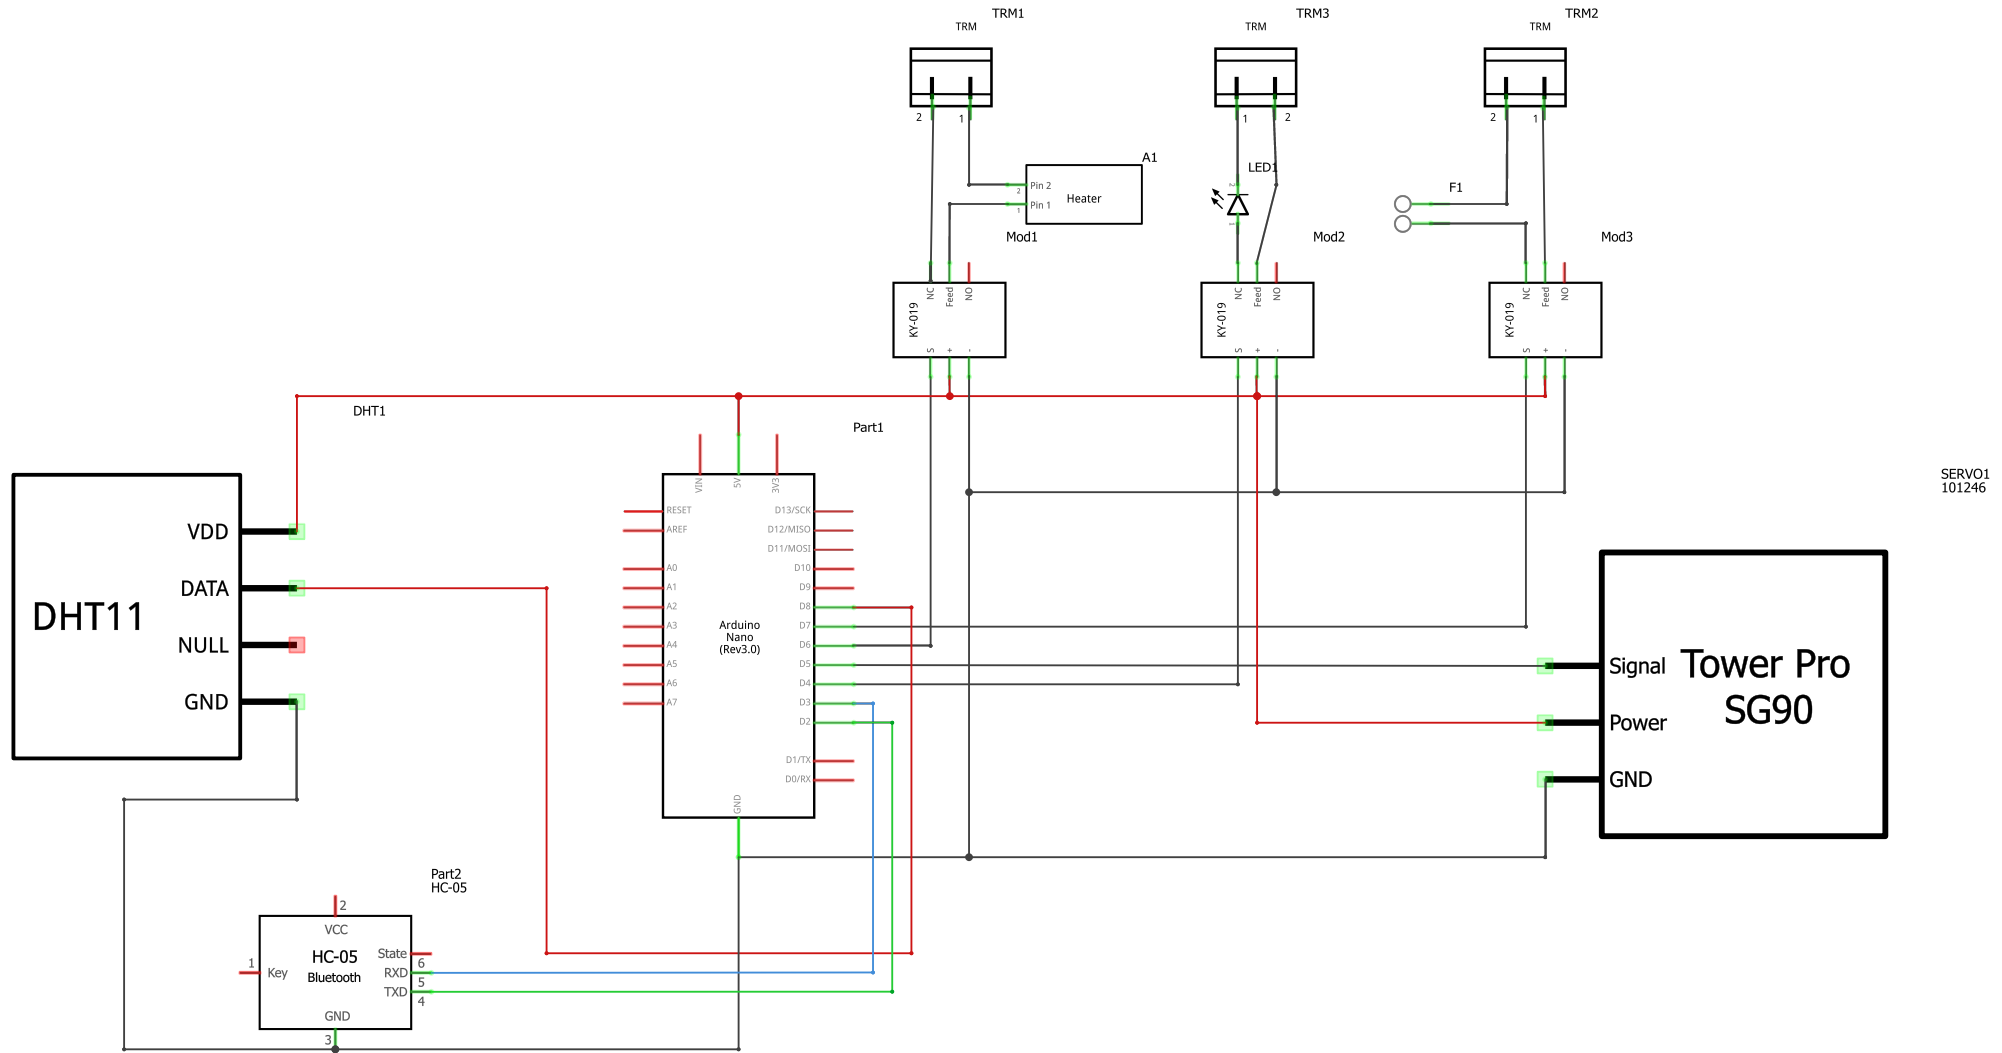 TRM1
TRM
TRM3
TRM
TRM2
TRM
2
1
1
2
2
1
A1
Pin 2
2
Heater
Pin 1
1
LED1
2
1
F1
Mod1
Mod2
Mod3
NC
Feed
NO
KY-019
S
+
-
NC
Feed
NO
KY-019
S
+
-
NC
Feed
NO
KY-019
S
+
-
DHT1
Part1
VIN
5V
3V3
RESET
AREF
A0
A1
A2
A3
A4
A5
A6
A7
D13/SCK
D12/MISO
D11/MOSI
D10
D9
D8
D7
D6
D5
D4
D3
D2
D1/TX
D0/RX
GND
Arduino
Nano
(Rev3.0)
SERVO1
101246
DHT11
VDD
DATA
NULL
GND
Signal
Power
GND
Tower Pro
SG90
Part2
HC-05
2
VCC
HC-05
Bluetooth
1
Key
State
6
RXD
5
TXD
4
GND
3